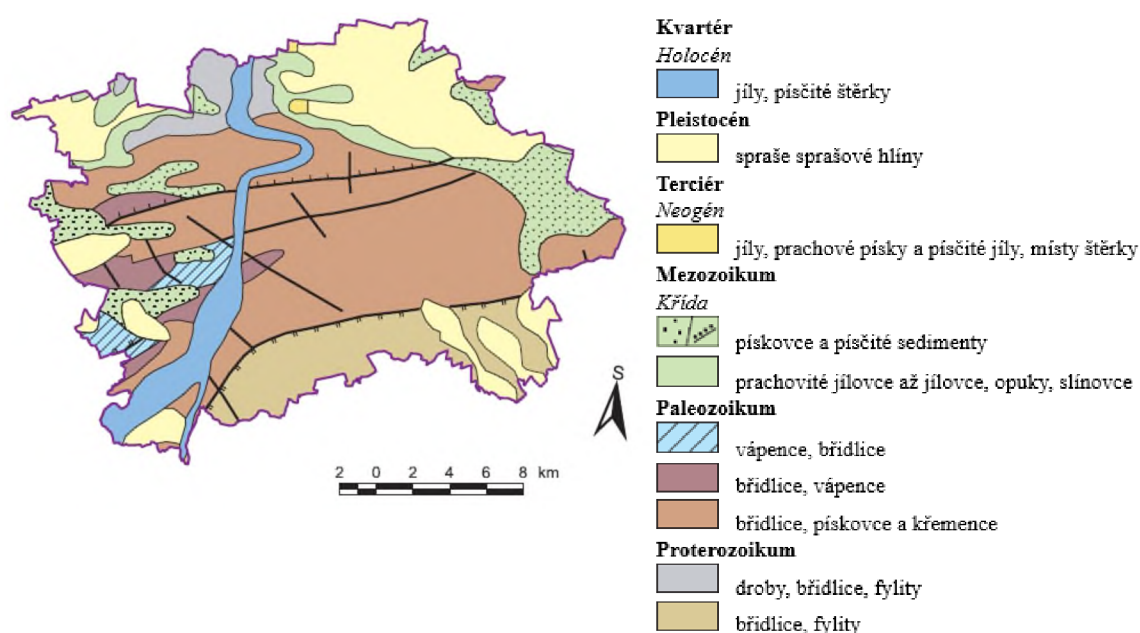 Kvartér
Holocén
jíly, písčité štěrky
Pleistocén
spraše sprašové hlíny
Terciér
Neogén
jíly, prachové písky a písčité jíly, místy štěrky
Mezozoikum
Křída
pískovce a písčité sedimenty
prachovité jílovce až jílovce, opuky, slínovce
Paleozoikum
vápence, břidlice
břidlice, vápence
břidlice, pískovce a křemence
Proterozoikum
droby, břidlice, fylity
břidlice, fylity
S
2 0 2 4 6 8 km